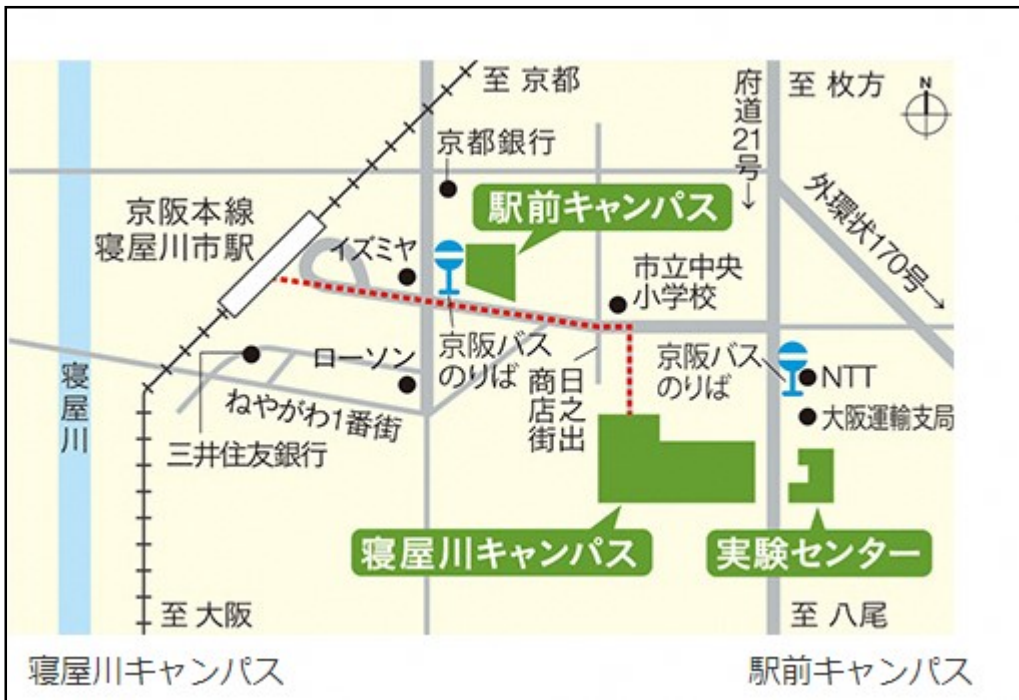 至 京都
府道21号→
至 枚方
N
京都銀行
駅前キャンパス
外環状170号→
京阪本線
寝屋川市駅
イズミヤ
市立中央
小学校
京阪バス
のりば
ローソン
京阪バス
のりば
NTT
日之出
商店街
寝屋川
ねやがわ1番街
大阪運輸支局
三井住友銀行
寝屋川キャンパス
実験センター
至 大阪
至 八尾
寝屋川キャンパス
駅前キャンパス